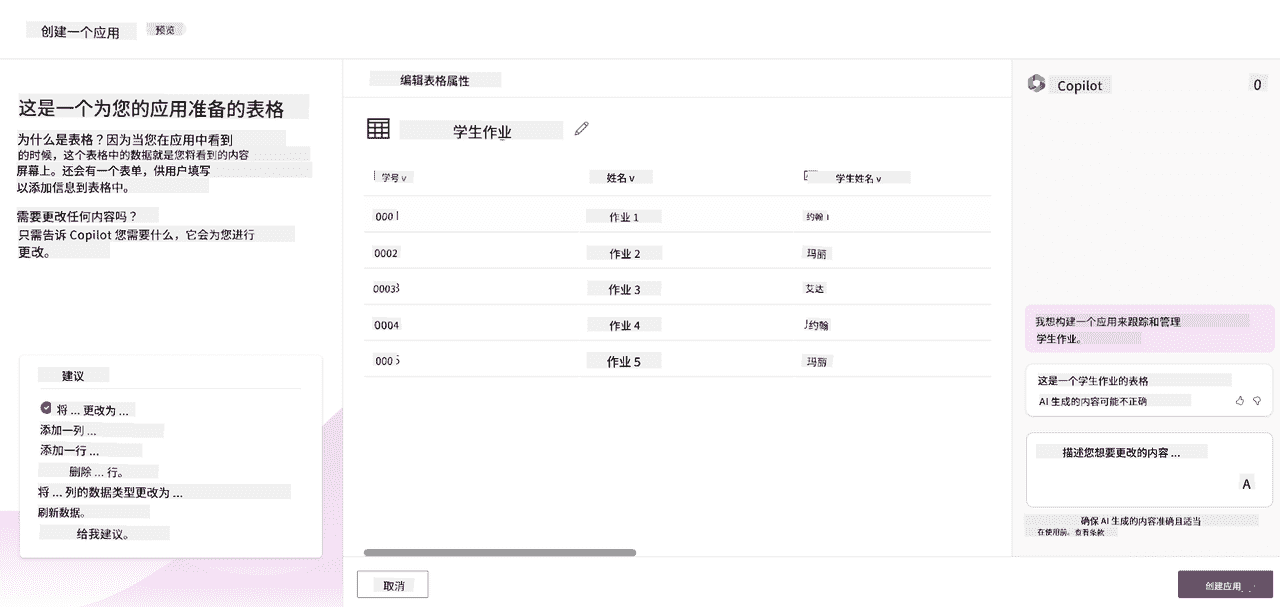 创建一个应用
预览
这是一个为您的应用准备的表格
为什么是表格？因为当您在应用中看到
的时候，这个表格中的数据就是您将看到的内容
屏幕上。还会有一个表单，供用户填写
以添加信息到表格中。
需要更改任何内容吗？
只需告诉 Copilot 您需要什么，它会为您进行
更改。
建议
将 ... 更改为 ...
添加一列 ...
添加一行 ...
删除 ... 行。
将 ... 列的数据类型更改为 ...
刷新数据。
给我建议。
编辑表格属性
学生作业
学号 姓名 学生姓名
0001 作业 1 约翰
0002 作业 2 玛丽
0003 作业 3 艾达
0004 作业 4 约翰
0005 作业 5 玛丽
取消
Copilot
0
我想构建一个应用来跟踪和管理
学生作业。
这是一个学生作业的表格
AI 生成的内容可能不正确
描述您想要更改的内容 ...
A
确保 AI 生成的内容准确且适当
在使用前。查看条款
创建应用